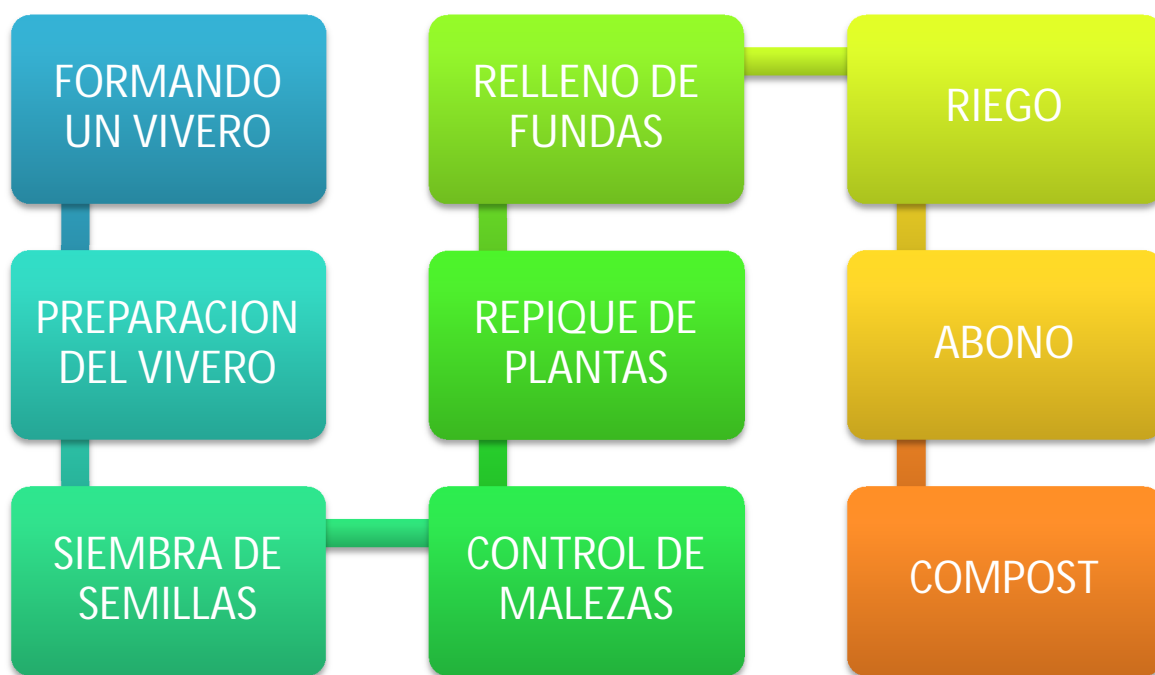 FORMANDO
UN VIVERO
PREPARACION
DEL VIVERO
SIEMBRA DE
SEMILLAS
CONTROL DE
MALEZAS
REPIQUE DE
PLANTAS
RELLENO DE
FUNDAS
RIEGO
ABONO
COMPOST